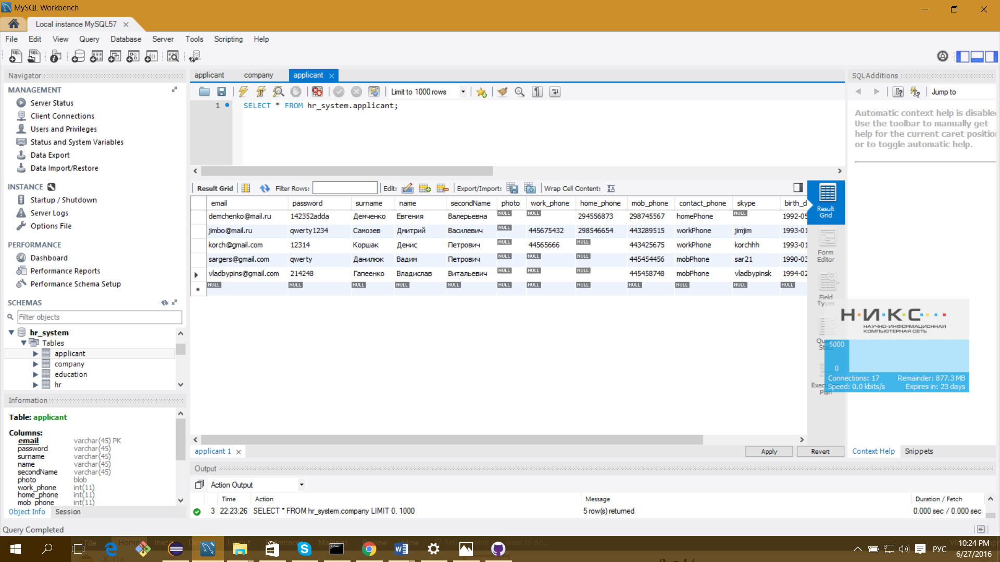 MySQL Workbench
Local instance MySQL57
File Edit View Query Database Server Tools Scripting Help
Navigator
MANAGEMENT
Server Status
Client Connections
Users and Privileges
Status and System Variables
Data Export
Data Import/Restore
INSTANCE
Startup / Shutdown
Server Logs
Options File
PERFORMANCE
Dashboard
Performance Reports
Performance Schema Setup
SCHEMAS
Filter objects
hr_system
Tables
applicant
company
education
hr
Information
Table: applicant
Columns:
email varchar(45) PK
password varchar(45)
surname varchar(45)
name varchar(45)
secondName varchar(45)
photo blob
work_phone int(11)
home_phone int(11)
mob_phone int(11)
Object Info Session
Query Completed
applicant company applicant
Limit to 1000 rows
1 SELECT * FROM hr_system.applicant;
Result Grid Filter Rows: Edit: Export/Import: Wrap Cell Content:
email password surname name secondName photo work_phone home_phone mob_phone contact_phone skype birth_d
demchenko@mail.ru 142352adda Демченко Евгения Валерьевна NULL NULL 294556873 298745567 homePhone NULL 1992-05
jimbo@mail.ru qwerty1234 Самозев Дмитрий Василевич NULL 445675432 298546654 443289515 workPhone jimjim 1993-01
korch@gmail.com 12314 Коршак Денис Петрович NULL 44565666 NULL 443425675 workPhone korchhh 1993-01
sargers@gmail.com qwerty Данилюк Вадим Петрович NULL NULL NULL 445454456 mobPhone sar21 1990-03
vladbypins@gmail.com 214248 Гапеенко Владислав Витальевич NULL NULL NULL 445458748 mobPhone vladbypinsk 1994-02
NULL NULL NULL NULL NULL NULL NULL NULL NULL NULL NULL NULL
Result
Grid
Form
Editor
Field
Types
applicant 1
Apply Revert
Output
Action Output
Time Action Message Duration / Fetch
3 22:23:26 SELECT * FROM hr_system.company LIMIT 0, 1000 5 row(s) returned 0.000 sec / 0.000 sec
SQLAdditions
Jump to
Automatic context help is disable
Use the toolbar to manually get
help for the current caret positio
or to toggle automatic help.
Н·И·К·С
НАУЧНО-ИНФОРМАЦИОННАЯ
КОМПЬЮТЕРНАЯ СЕТЬ
5000
0
Connections: 17 Remainder: 877.3 MB
Speed: 0.0 kbits/s Expires in: 23 days
Plan
Context Help Snippets
File Home Insert
РУС
10:24 PM
6/27/2016